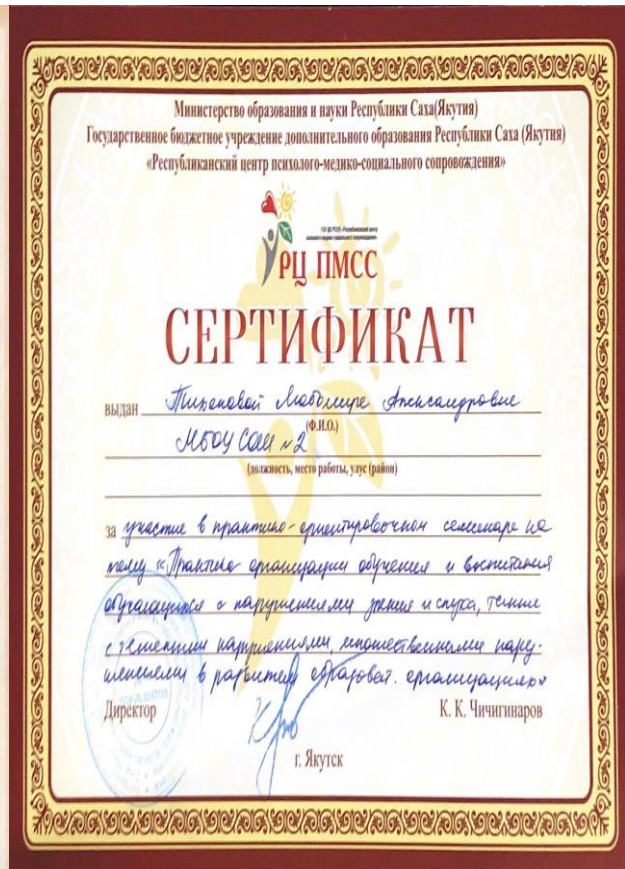 Министерство образования и науки Республики Саха(Якутия)
Государственное бюджетное учреждение дополнительного образования Республики Саха (Якутия)
«Республиканский центр психолого-медико-социального сопровождения»
РЦ ПМСС
СЕРТИФИКАТ
выдан Александровне
(Ф.И.О.)
МБОУ СОШ №2
(должность, место работы, улус (район)
за участие в практико-ориентировочном семинаре на
тему «Практика организации обучения и воспитания
обучающихся с нарушениями зрения и слуха,
с тяжелыми нарушениями, множественными нару-
шениями в развитии образоват. организациях»
Директор К. К. Чичигинаров
г. Якутск